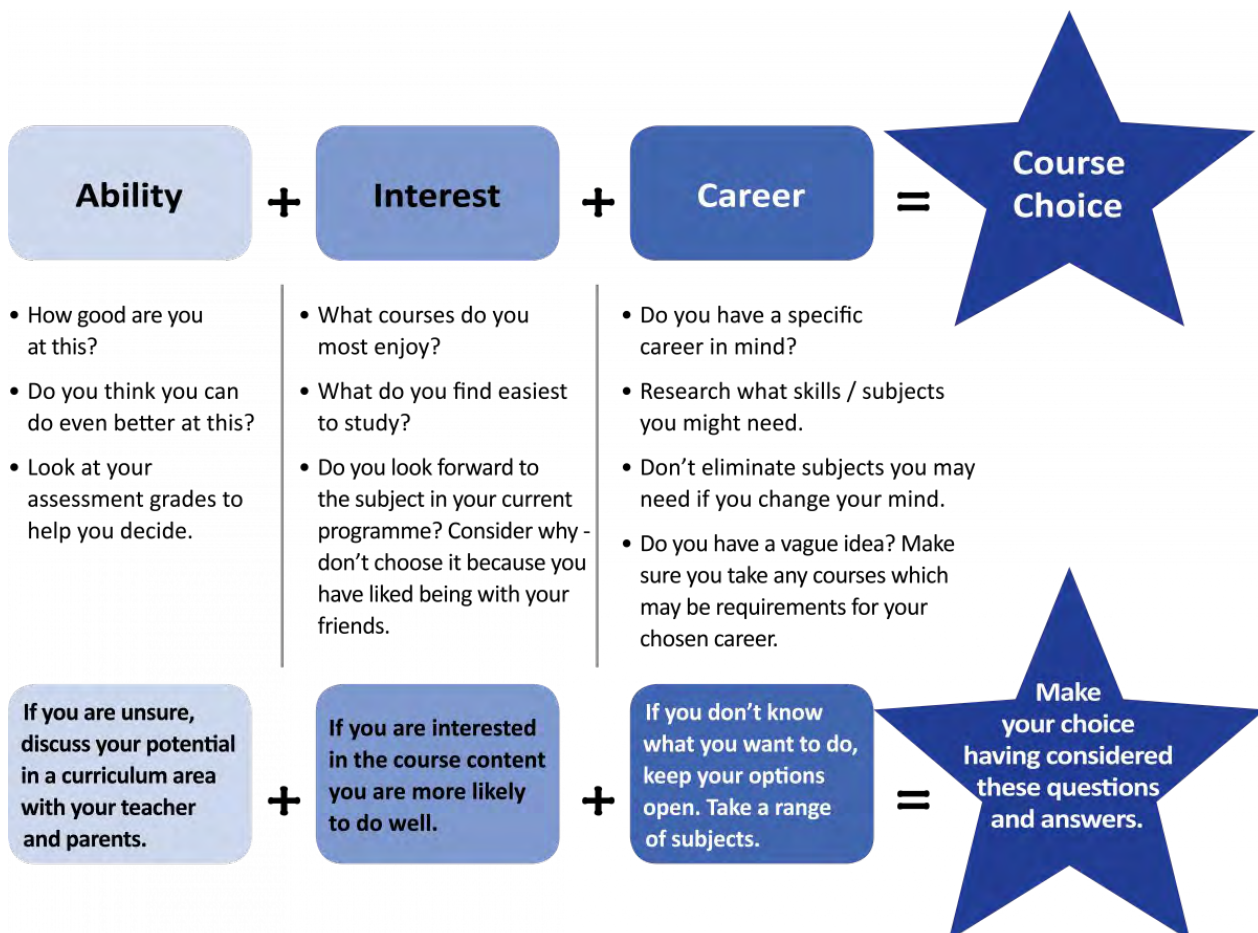 Ability
+
Interest
+
Career
=
Course
Choice
• How good are you
at this?
• Do you think you can
do even better at this?
• Look at your
assessment grades to
help you decide.
• What courses do you
most enjoy?
• What do you find easiest
to study?
• Do you look forward to
the subject in your current
programme? Consider why -
don't choose it because you
have liked being with your
friends.
• Do you have a specific
career in mind?
• Research what skills / subjects
you might need.
• Don't eliminate subjects you may
need if you change your mind.
• Do you have a vague idea? Make
sure you take any courses which
may be requirements for your
chosen career.
If you are unsure,
discuss your potential
in a curriculum area
with your teacher
and parents.
+
If you are interested
in the course content
you are more likely
to do well.
+
If you don't know
what you want to do,
keep your options
open. Take a range
of subjects.
=
Make
your choice
having considered
these questions
and answers.